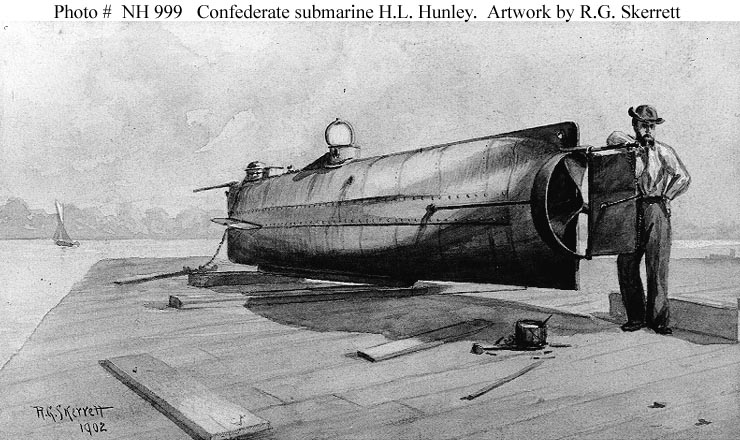 Photo #  NH 999   Confederate submarine H.L. Hunley.  Artwork by R.G. Skerrett
R.G. Skerrett
1902